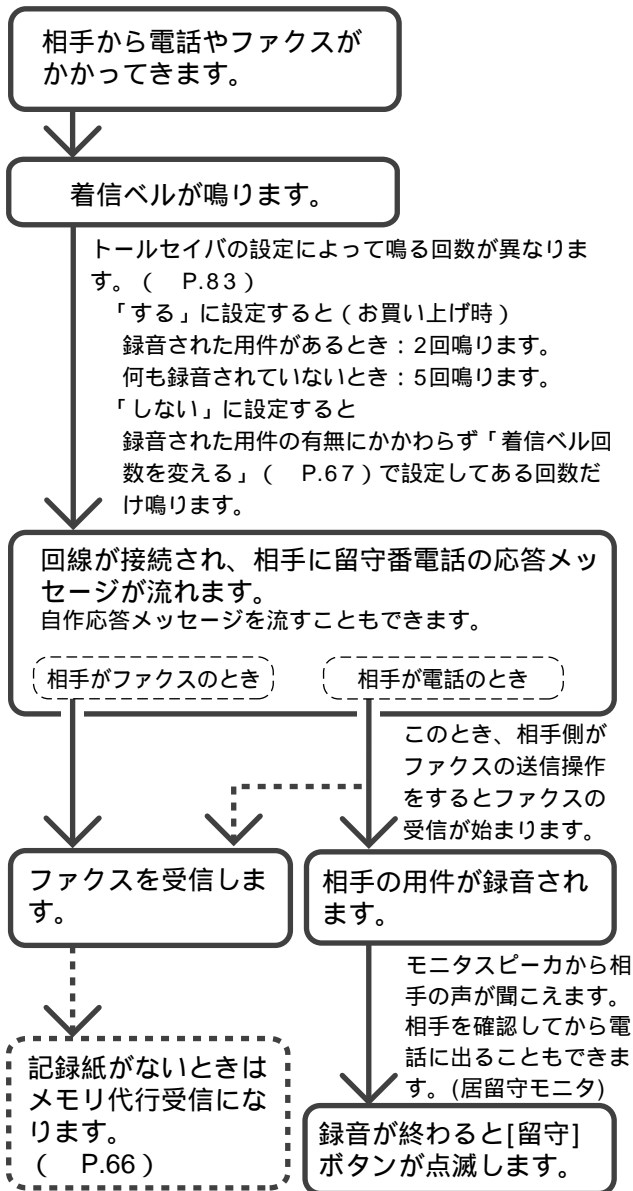 相手から電話やファクスが
かかってきます。
着信ベルが鳴ります。
トールセイバの設定によって鳴る回数が異なりま
す。( P.83)
「する」に設定すると(お買い上げ時)
録音された用件があるとき:2回鳴ります。
何も録音されていないとき:5回鳴ります。
「しない」に設定すると
録音された用件の有無にかかわらず「着信ベル回
数を変える」( P.67)で設定してある回数だ
け鳴ります。
回線が接続され、相手に留守番電話の応答メッ
セージが流れます。
自作応答メッセージを流すこともできます。
相手がファクスのとき
相手が電話のとき
このとき、相手側が
ファクスの送信操作
をするとファクスの
受信が始まります。
ファクスを受信しま
す。
相手の用件が録音され
ます。
モニタスピーカから相
手の声が聞こえます。
相手を確認してから電
話に出ることもできま
す。(居留守モニタ)
記録紙がないときは
メモリ代行受信にな
ります。
( P.66)
録音が終わると[留守]
ボタンが点滅します。